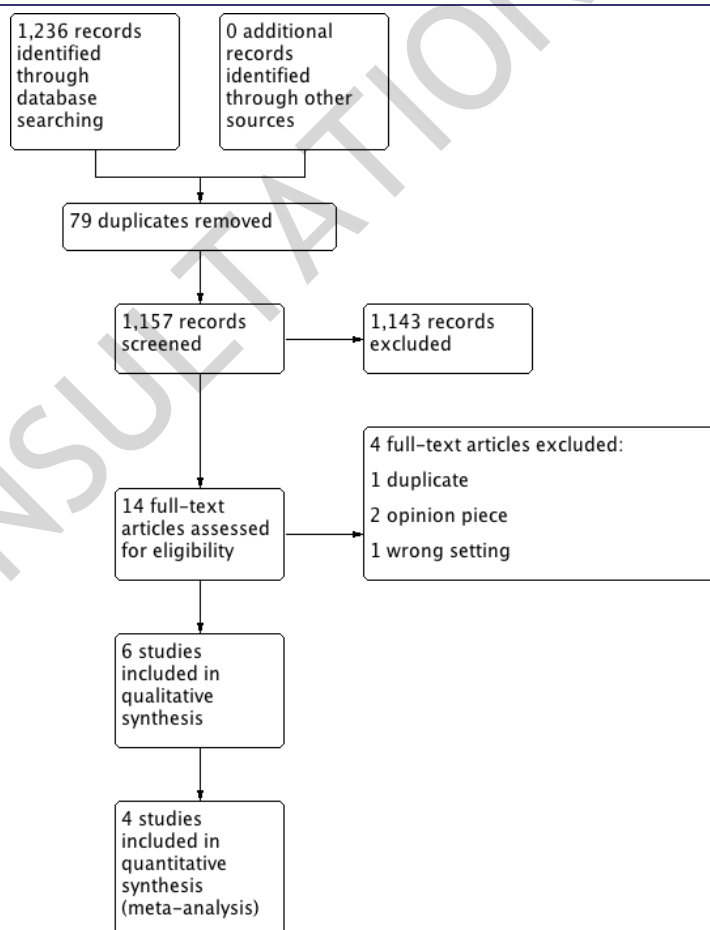 1,236 records
identified
through
database
searching
0 additional
records
identified
through other
sources
79 duplicates removed
1,157 records
screened
1,143 records
excluded
14 full-text
articles assessed
for eligibility
4 full-text articles excluded:
1 duplicate
2 opinion piece
1 wrong setting
6 studies
included in
qualitative
synthesis
4 studies
included in
quantitative
synthesis
(meta-analysis)
NSULTATION